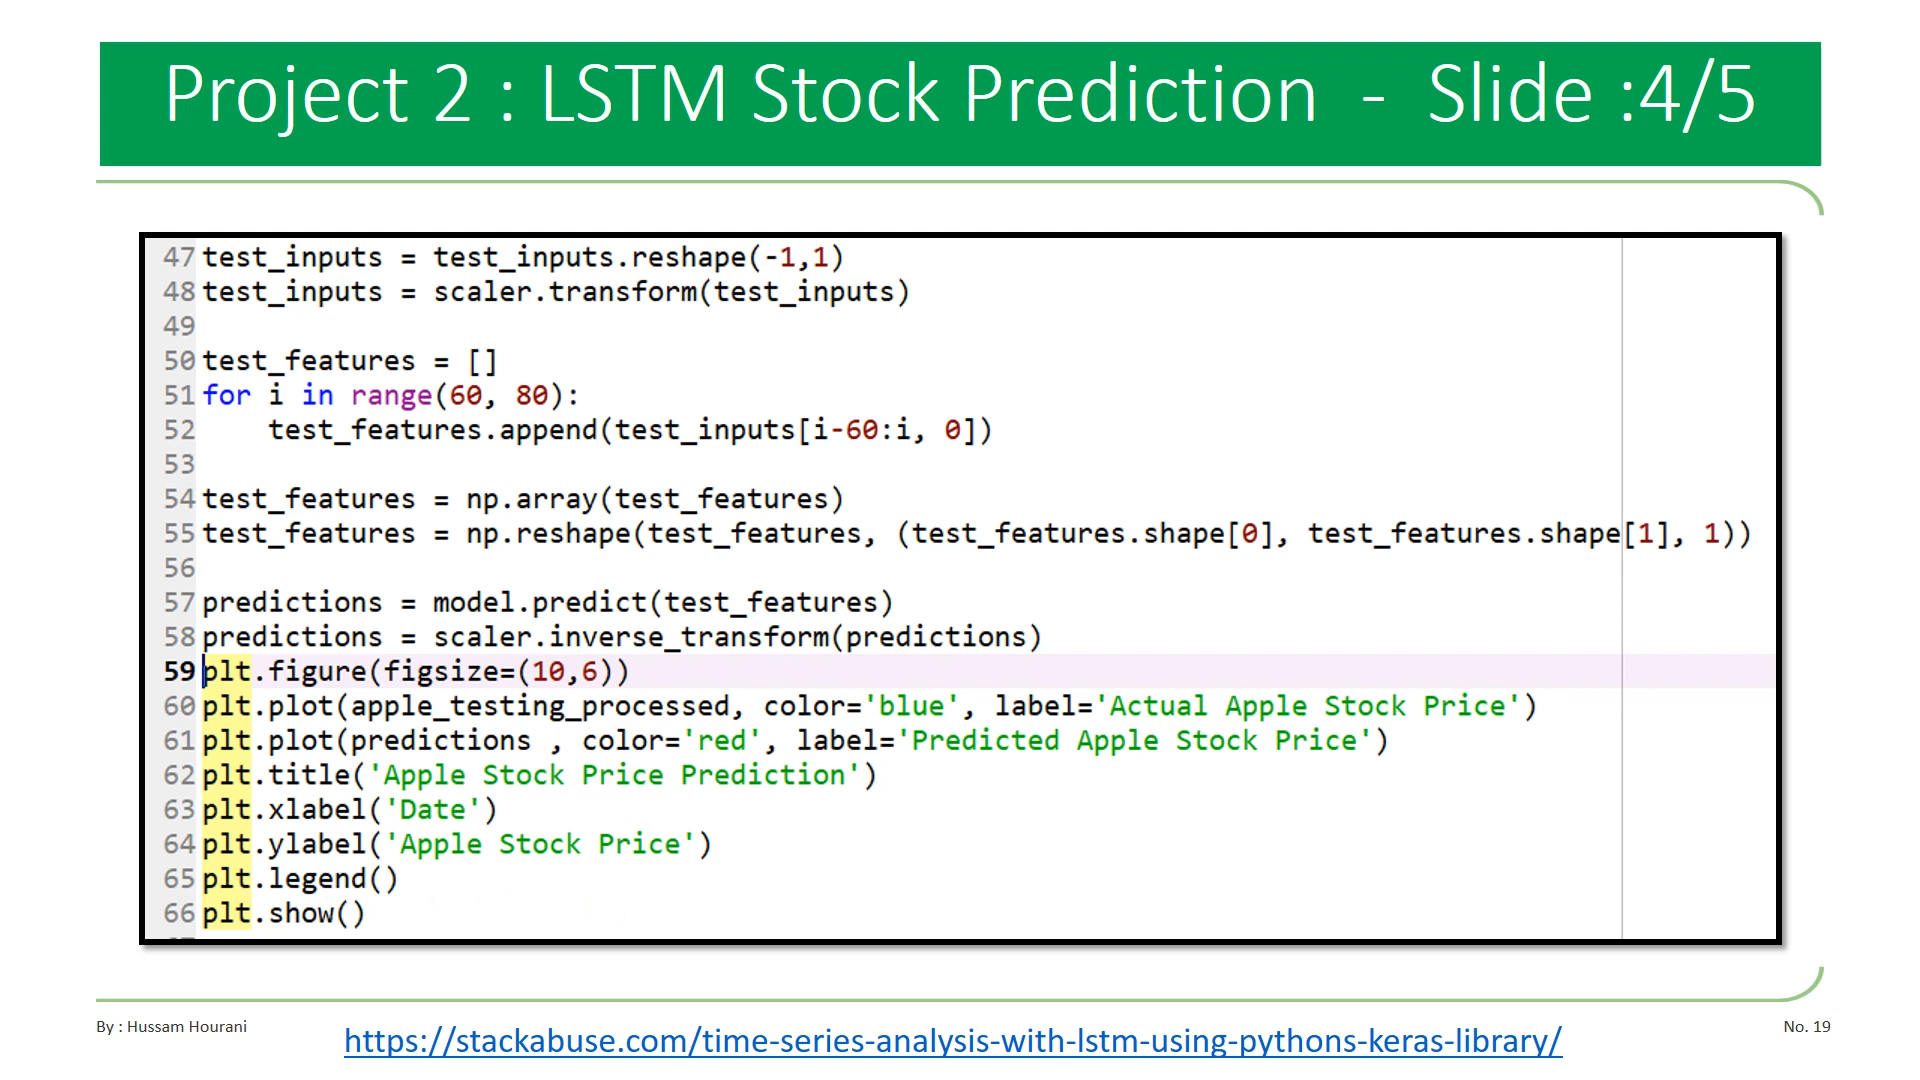 Project 2 : LSTM Stock Prediction - Slide :4/5
47 test_inputs = test_inputs.reshape(-1,1)
48 test_inputs = scaler.transform(test_inputs)
49
50 test_features = []
51 for i in range(60, 80):
52     test_features.append(test_inputs[i-60:i, 0])
53
54 test_features = np.array(test_features)
55 test_features = np.reshape(test_features, (test_features.shape[0], test_features.shape[1], 1))
56
57 predictions = model.predict(test_features)
58 predictions = scaler.inverse_transform(predictions)
59 plt.figure(figsize=(10,6))
60 plt.plot(apple_testing_processed, color='blue', label='Actual Apple Stock Price')
61 plt.plot(predictions , color='red', label='Predicted Apple Stock Price')
62 plt.title('Apple Stock Price Prediction')
63 plt.xlabel('Date')
64 plt.ylabel('Apple Stock Price')
65 plt.legend()
66 plt.show()
By : Hussam Hourani
https://stackabuse.com/time-series-analysis-with-lstm-using-pythons-keras-library/
No. 19